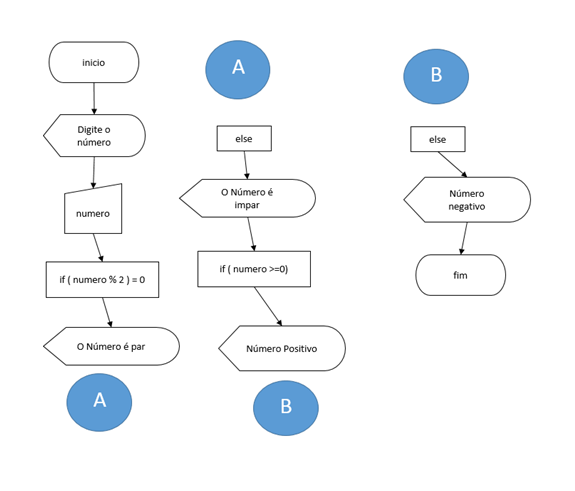 inicio
Digite o
número
numero
if ( numero % 2 ) = 0
O Número é par
A
A
else
O Número é
impar
if ( numero >=0)
Número Positivo
B
B
else
Número
negativo
fim